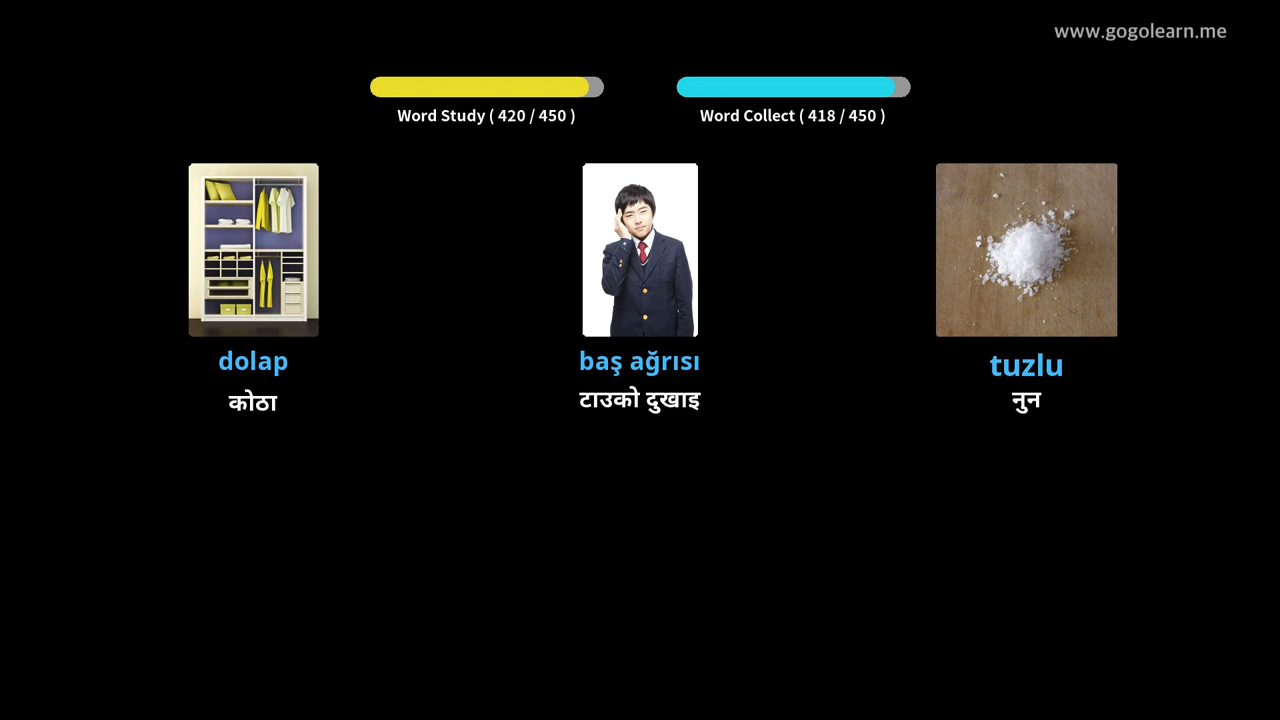 www.gogolearn.me
Word Study ( 420 / 450 )
Word Collect ( 418 / 450 )
dolap
baş ağrısı
tuzlu
कोठा
टाउको दुखाइ
नुन